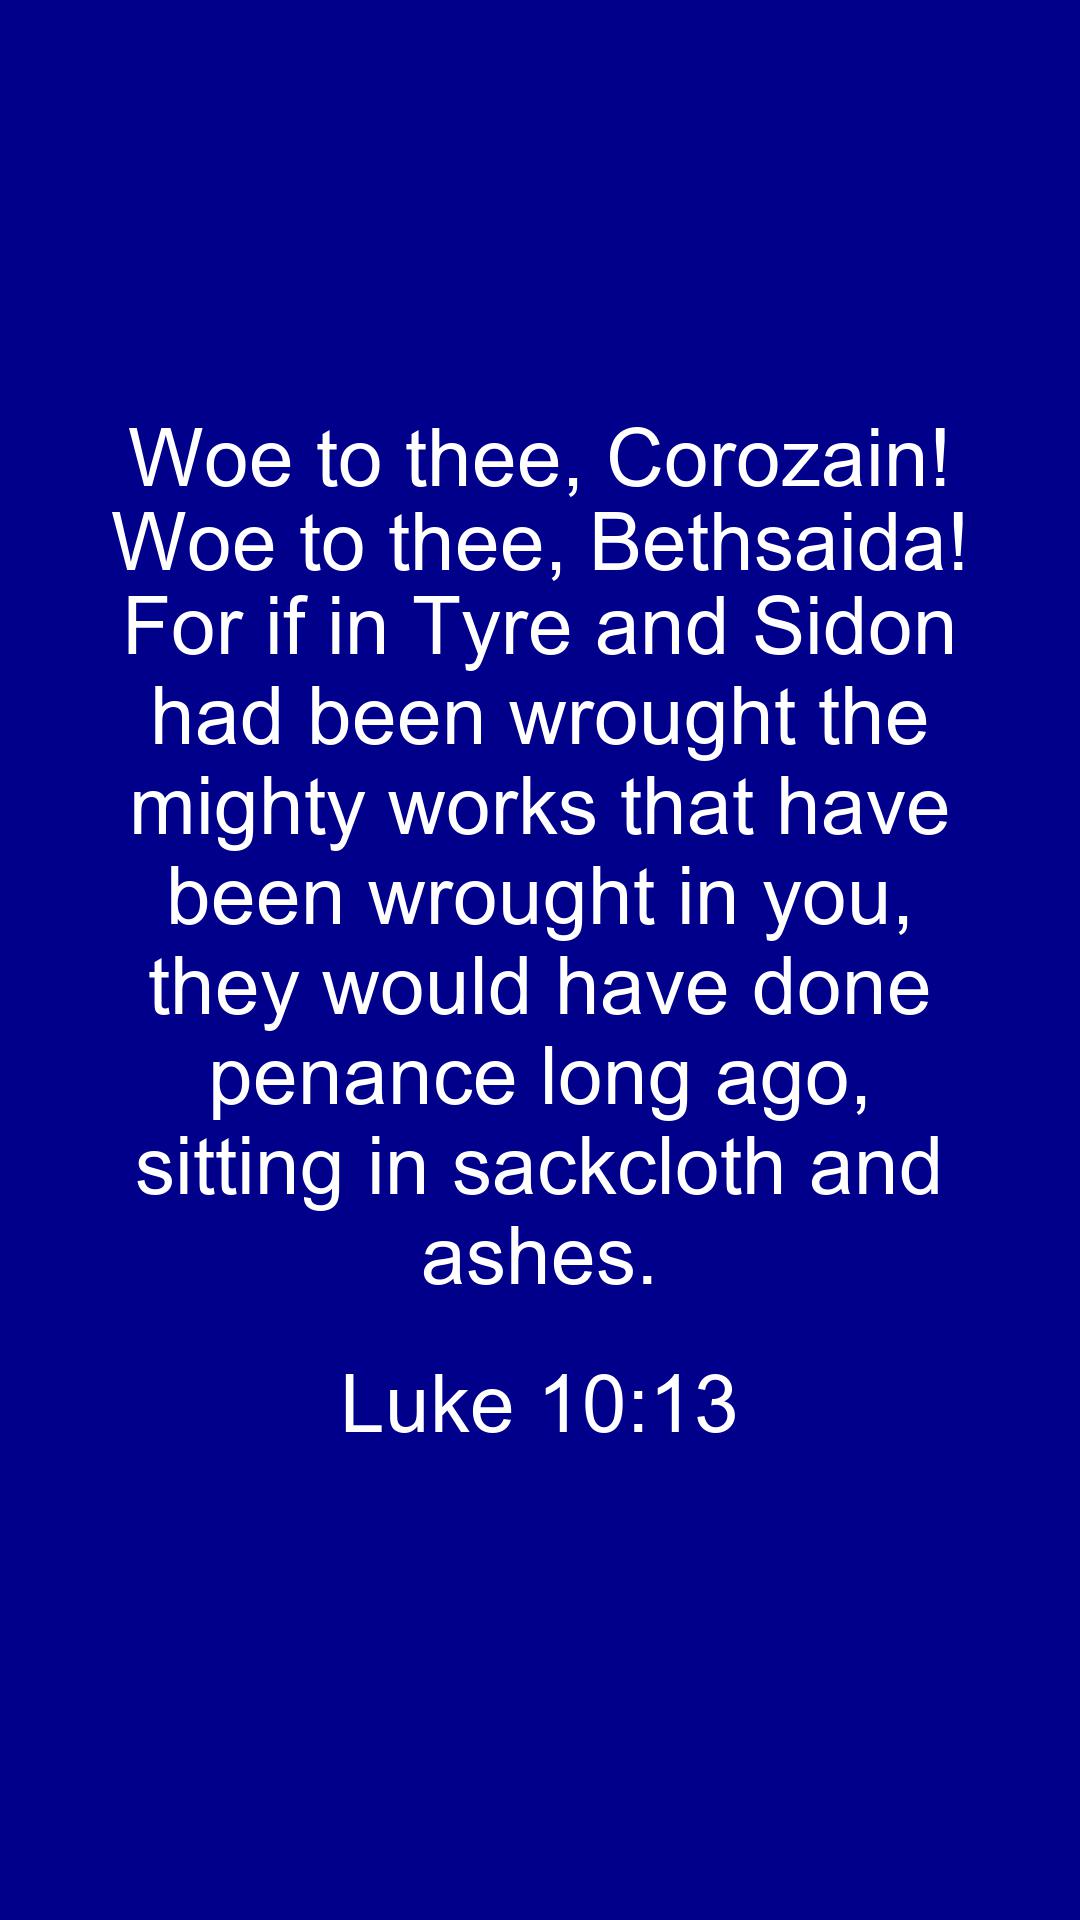 Woe to thee, Corozain!
Woe to thee, Bethsaida!
For if in Tyre and Sidon
had been wrought the
mighty works that have
been wrought in you,
they would have done
penance long ago,
sitting in sackcloth and
ashes.
Luke 10:13